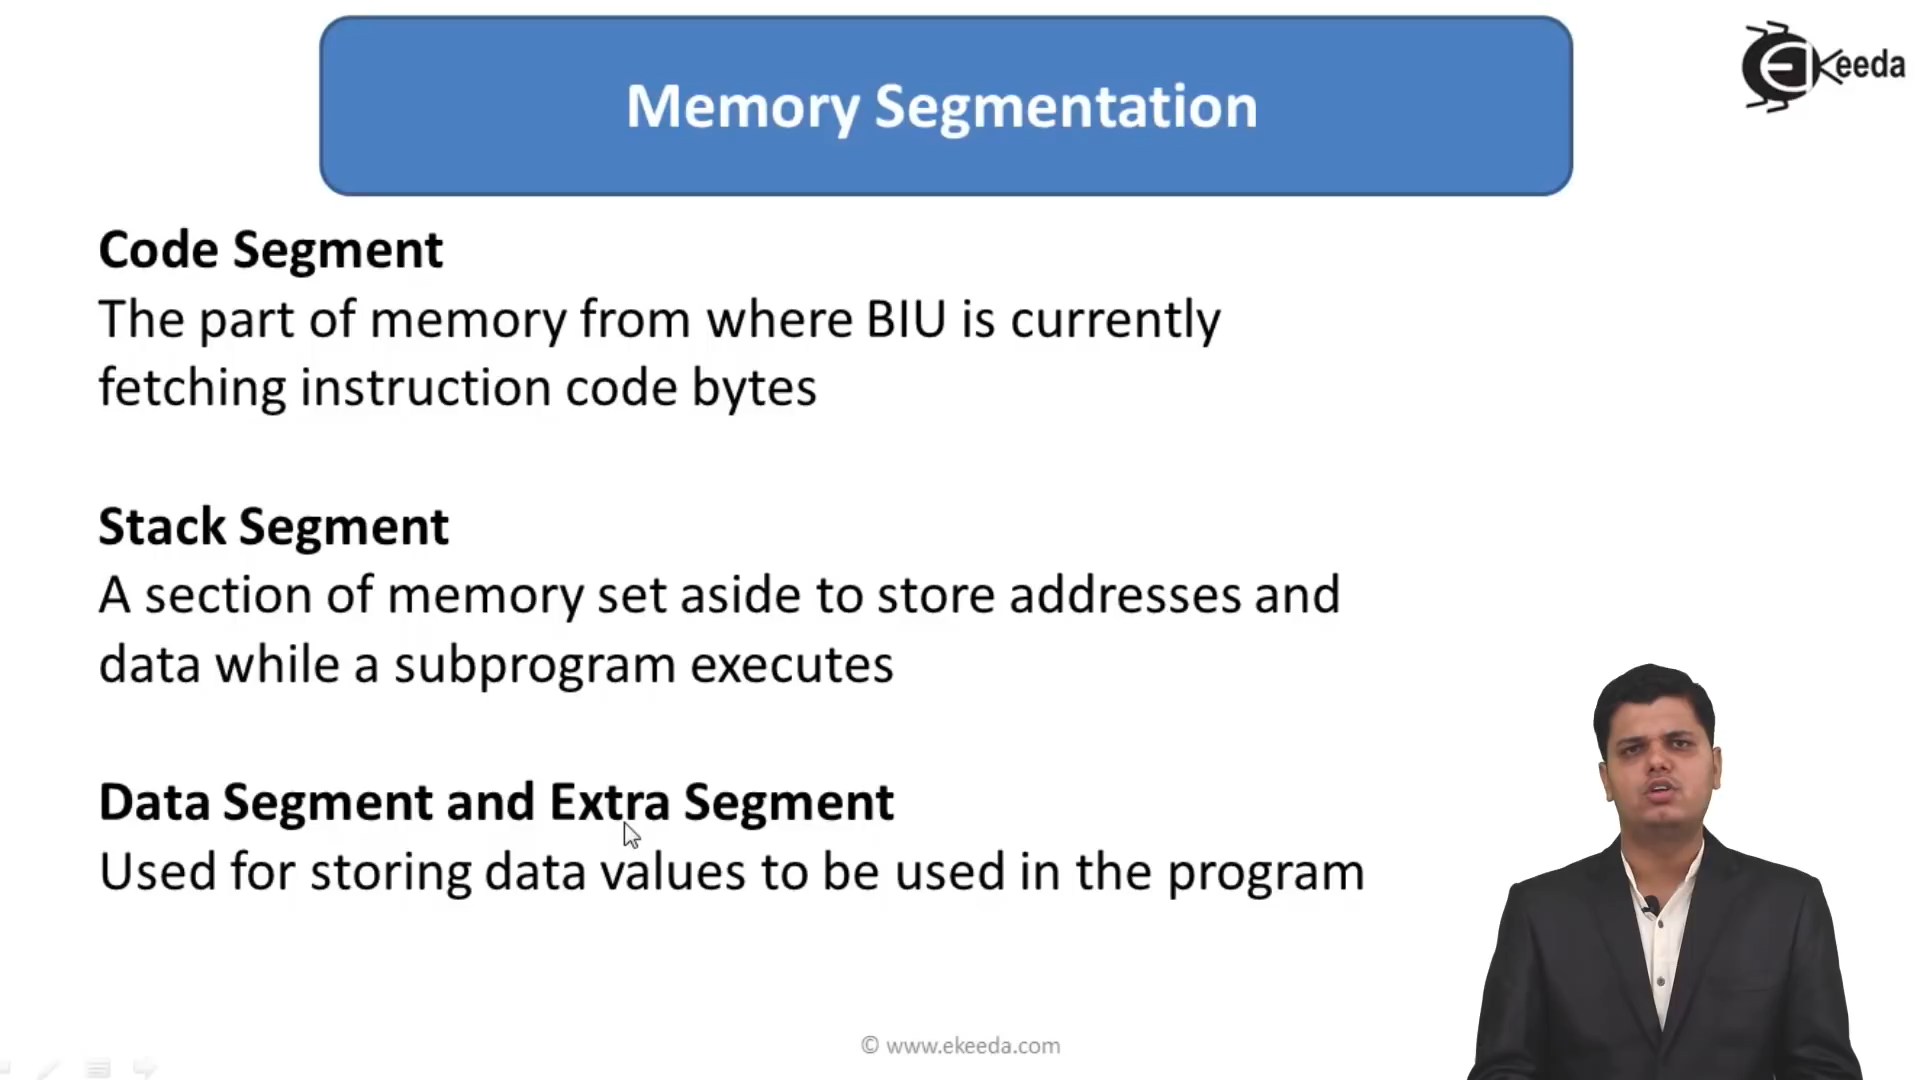 Memory Segmentation
EKeeda
Code Segment
The part of memory from where BIU is currently
fetching instruction code bytes
Stack Segment
A section of memory set aside to store addresses and
data while a subprogram executes
Data Segment and Extra Segment
Used for storing data values to be used in the program
© www.ekeeda.com